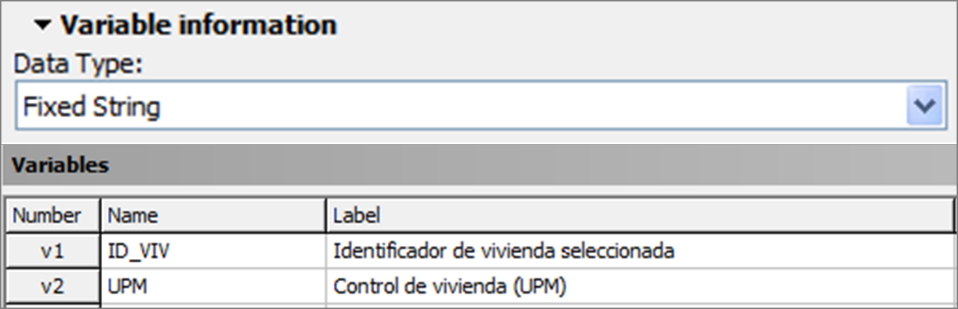 Variable information
Data Type:
Fixed String
Variables
Number Name Label
v1 ID_VIV Identificador de vivienda seleccionada
v2 UPM Control de vivienda (UPM)